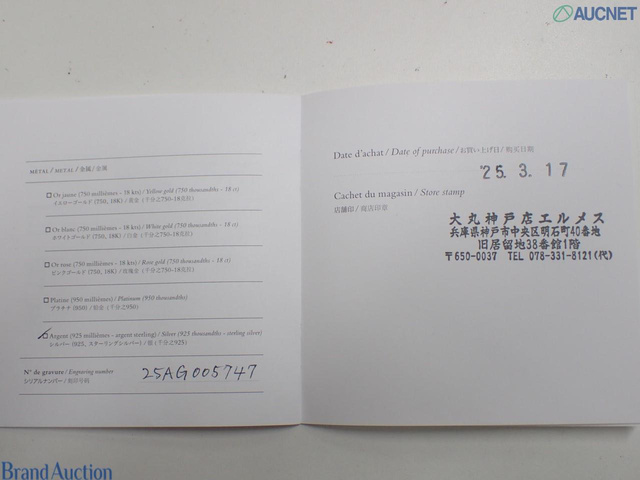 AUCNET
MÉTAL / METAL / 金属 / 金属
Or jaune (750 millièmes - 18 kts) / Yellow gold (750 thousandths - 18 ct)
イエローゴールド (750, 18K) / 黄金 (千分之750-18克拉)
Or blanc (750 millièmes - 18 kts) / White gold (750 thousandths - 18 ct)
ホワイトゴールド (750, 18K) / 白金 (千分之750-18克拉)
Or rose (750 millièmes - 18 kts) / Rose gold (750 thousandths - 18 ct)
ピンクゴールド (750, 18K) / 玫瑰金 (千分之750-18克拉)
Platine (950 millièmes) / Platinum (950 thousandths)
プラチナ (950) / 铂金 (千分之950)
Argent (925 millièmes - argent sterling) / Silver (925 thousandths - sterling silver)
シルバー (925, スターリングシルバー) / 银 (千分之925)
N° de gravure / Engraving number
シリアルナンバー / 雕刻号码
25AG005747
Date d'achat / Date of purchase / お買い上げ日 / 购买日期
'25. 3. 17
Cachet du magasin / Store stamp
店舗印 / 商店印章
大丸神戸店エルメス
兵庫県神戸市中央区明石町40番地
旧居留地38番館1階
〒650-0037 TEL 078-331-8121(代)
Brand Auction